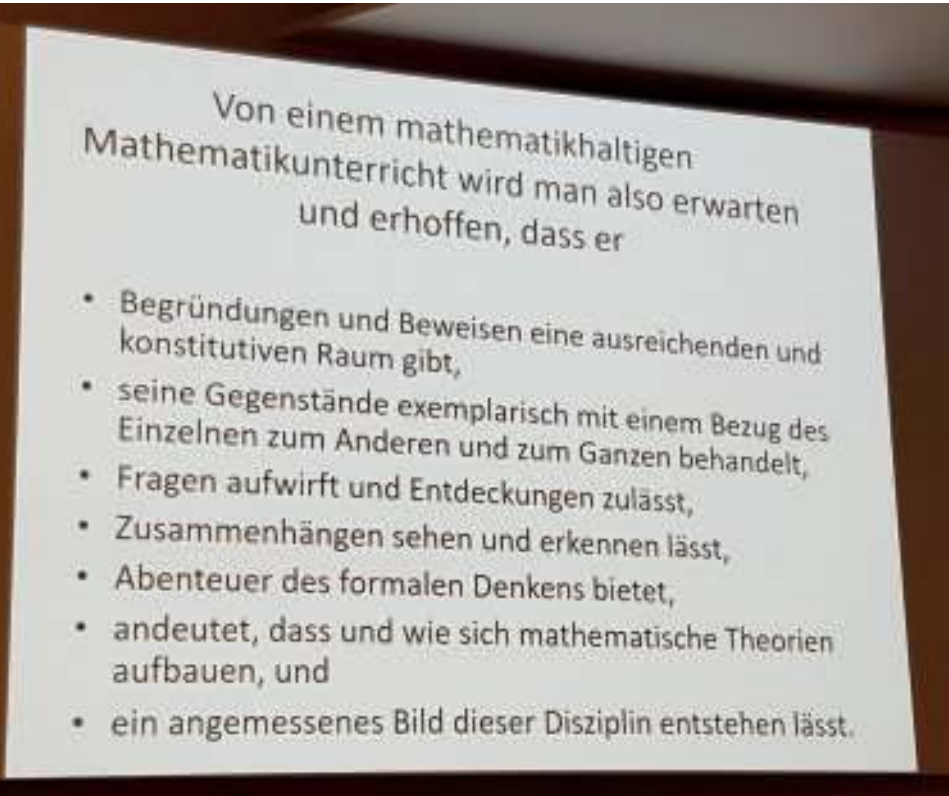 Von einem mathematikhaltigen
Mathematikunterricht wird man also erwarten
und erhoffen, dass er
• Begründungen und Beweisen eine ausreichenden und
konstitutiven Raum gibt,
• seine Gegenstände exemplarisch mit einem Bezug des
Einzelnen zum Anderen und zum Ganzen behandelt,
• Fragen aufwirft und Entdeckungen zulässt,
• Zusammenhängen sehen und erkennen lässt,
• Abenteuer des formalen Denkens bietet,
• andeutet, dass und wie sich mathematische Theorien
aufbauen, und
• ein angemessenes Bild dieser Disziplin entstehen lässt.